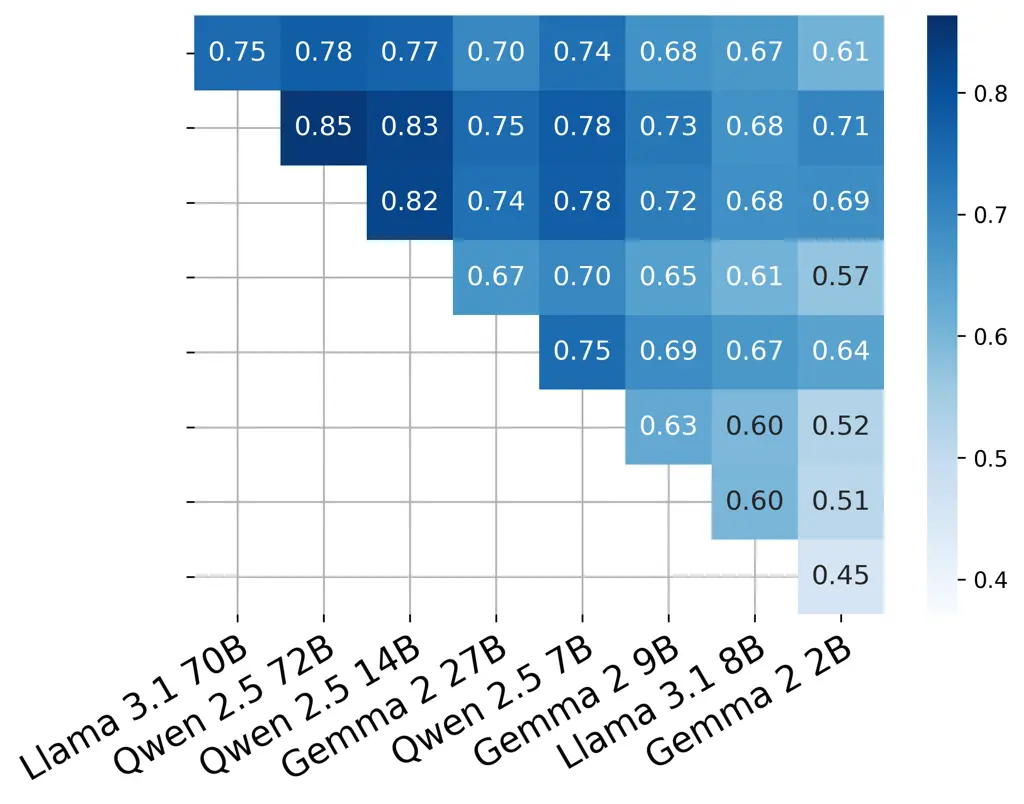 0.75 0.78 0.77 0.70 0.74 0.68 0.67 0.61
0.85 0.83 0.75 0.78 0.73 0.68 0.71
0.82 0.74 0.78 0.72 0.68 0.69
0.67 0.70 0.65 0.61 0.57
0.75 0.69 0.67 0.64
0.63 0.60 0.52
0.60 0.51
0.45
Llama 3.1 70B
Qwen 2.5 72B
Qwen 2.5 14B
Gemma 2 27B
Qwen 2.5 7B
Gemma 2 9B
Llama 3.1 8B
Gemma 2 2B
0.8
0.7
0.6
0.5
0.4